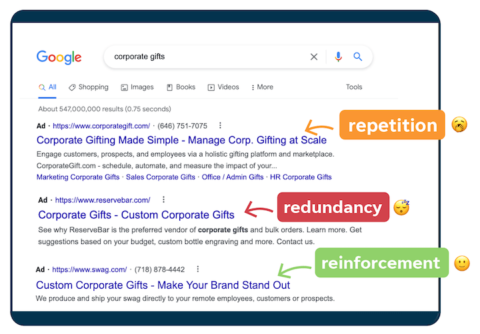 Google
corporate gifts
All Shopping Images Books Videos More Tools
About 547,000,000 results (0.75 seconds)
Ad · https://www.corporategift.com/ · (646) 751-7075
repetition
Corporate Gifting Made Simple - Manage Corp. Gifting at Scale
Engage customers, prospects, and employees via a holistic gifting platform and marketplace.
CorporateGift.com - schedule, automate, and measure the impact of your...
Marketing Corporate Gifts · Sales Corporate Gifts · Office / Admin Gifts · HR Corporate Gifts
Ad · https://www.reservebar.com/
redundancy
Corporate Gifts - Custom Corporate Gifts
See why ReserveBar is the preferred vendor of corporate gifts and bulk orders. Learn more. Get
suggestions based on your budget, custom bottle engraving and more. Contact us.
reinforcement
Ad · https://www.swag.com/ · (718) 878-4442
Custom Corporate Gifts - Make Your Brand Stand Out
We produce and ship your swag directly to your remote employees, customers or prospects.